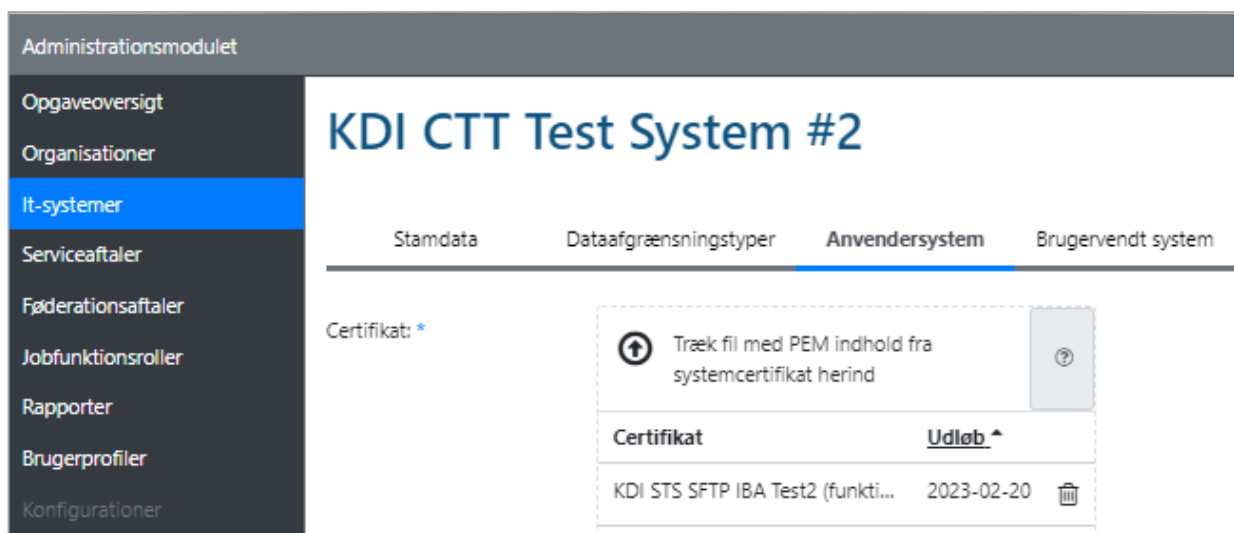 Administrationsmodulet
Opgaveoversigt
Organisationer
It-systemer
Serviceaftaler
Føderationsaftaler
Jobfunktionsroller
Rapporter
Brugerprofiler
Konfigurationer
KDI CTT Test System #2
Stamdata Dataafgrænsningstyper Anvendersystem Brugervendt system
Certifikat: *
Træk fil med PEM indhold fra
systemcertifikat herind
Certifikat Udløb
KDI STS SFTP IBA Test2 (funkti... 2023-02-20